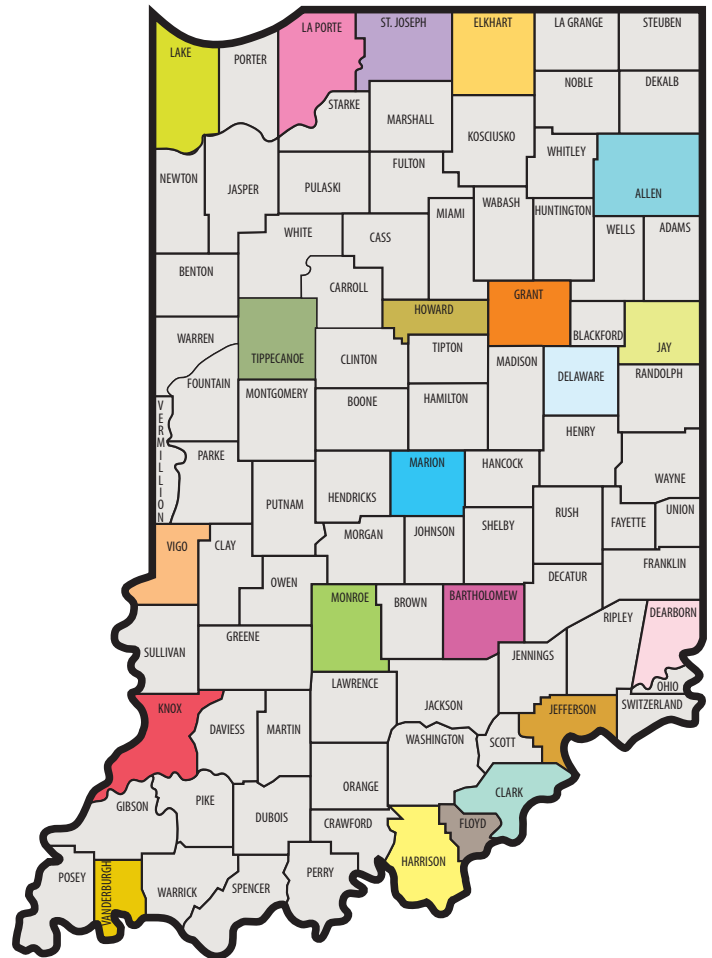 LAKE
PORTER
LA PORTE
ST. JOSEPH
ELKHART
LA GRANGE
STEUBEN
NOBLE
DEKALB
STARKE
MARSHALL
KOSCIUSKO
WHITLEY
ALLEN
NEWTON
JASPER
PULASKI
FULTON
MIAMI
WABASH
HUNTINGTON
WELLS
ADAMS
WHITE
CASS
BENTON
CARROLL
HOWARD
GRANT
BLACKFORD
JAY
WARREN
TIPPECANOE
CLINTON
TIPTON
MADISON
DELAWARE
RANDOLPH
FOUNTAIN
MONTGOMERY
BOONE
HAMILTON
HENRY
VERMILLION
PARKE
PUTNAM
HENDRICKS
MARION
HANCOCK
WAYNE
RUSH
FAYETTE
UNION
VIGO
CLAY
MORGAN
JOHNSON
SHELBY
FRANKLIN
OWEN
DECATUR
MONROE
BROWN
BARTHOLOMEW
RIPLEY
DEARBORN
SULLIVAN
GREENE
JENNINGS
OHIO
LAWRENCE
JACKSON
SWITZERLAND
KNOX
DAVIESS
MARTIN
WASHINGTON
SCOTT
JEFFERSON
GIBSON
PIKE
DUBOIS
ORANGE
CLARK
CRAWFORD
FLOYD
HARRISON
POSEY
VANDERBURGH
WARRICK
SPENCER
PERRY